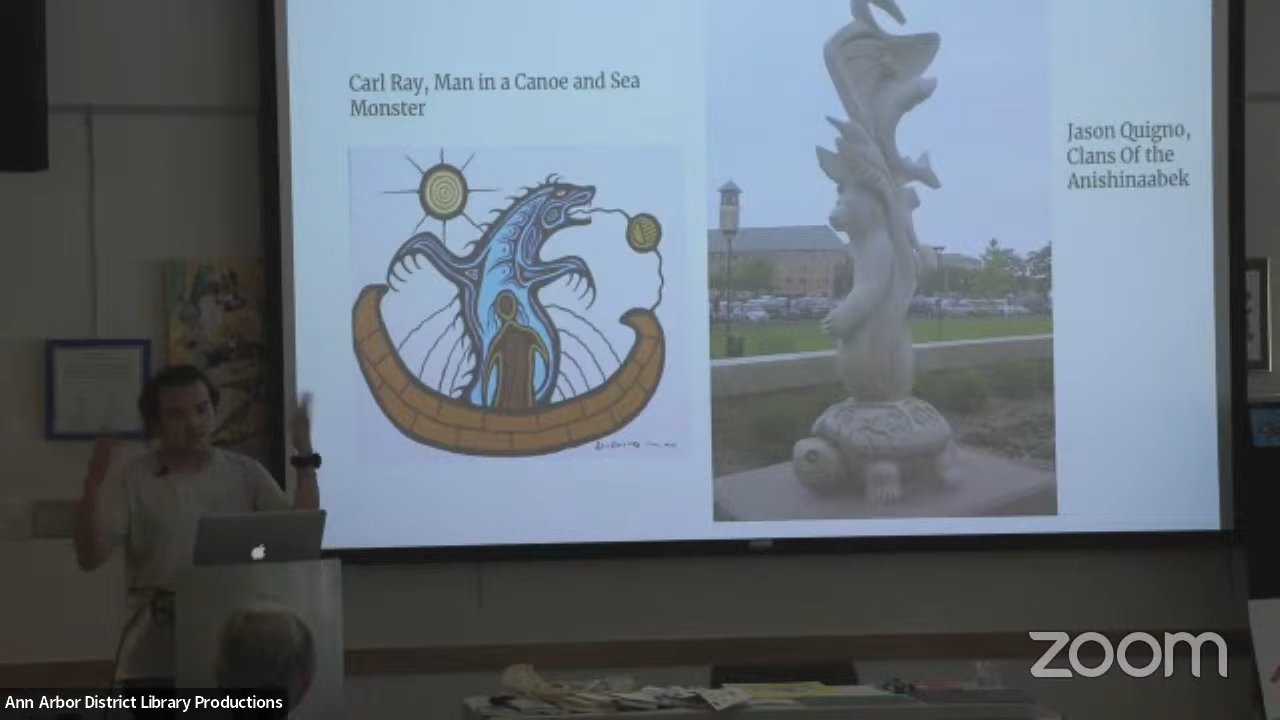 Carl Ray, Man in a Canoe and Sea
Monster
Jason Quigno,
Clans Of the
Anishinaabek
zoom
Ann Arbor District Library Productions